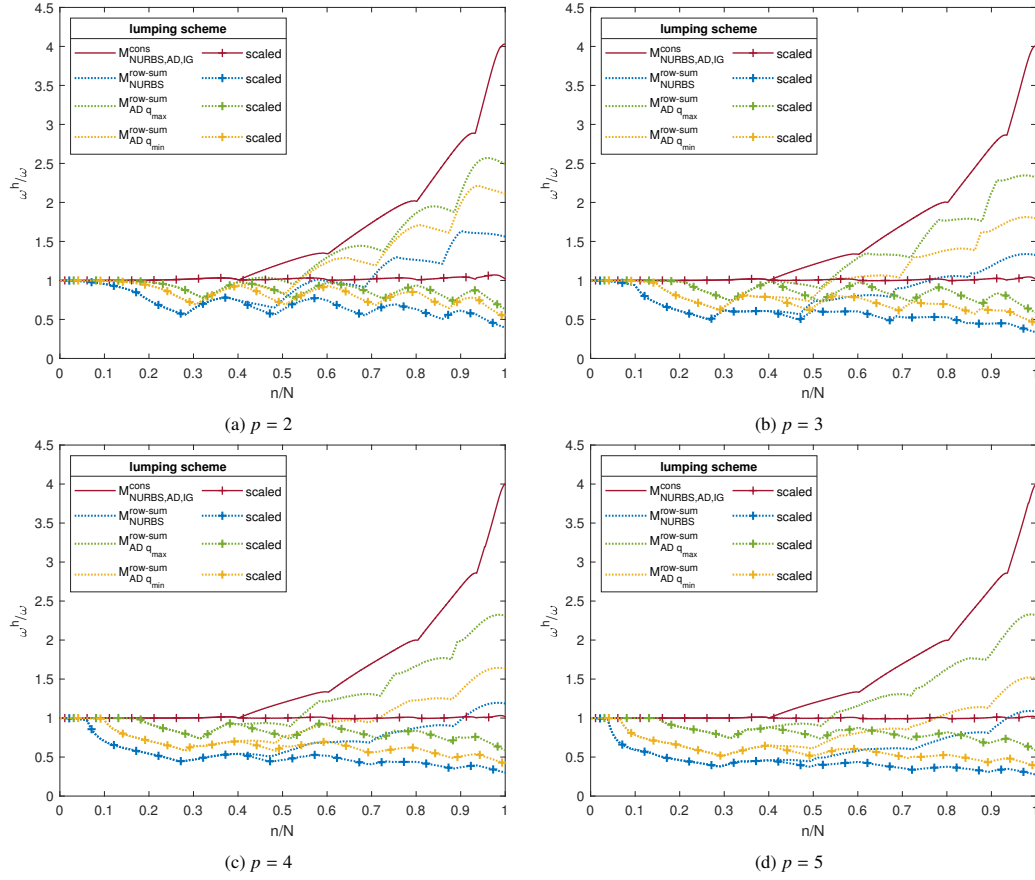 4.5
4
3.5
3
2.5
2
1.5
1
0.5
0
ω^h/ω
lumping scheme
M^cons_NURBS,AD,IG scaled
M^row-sum_NURBS scaled
M^row-sum_AD q_max scaled
M^row-sum_AD q_min scaled
0 0.1 0.2 0.3 0.4 0.5 0.6 0.7 0.8 0.9 1
n/N
(a) p = 2
4.5
4
3.5
3
2.5
2
1.5
1
0.5
0
ω^h/ω
lumping scheme
M^cons_NURBS,AD,IG scaled
M^row-sum_NURBS scaled
M^row-sum_AD q_max scaled
M^row-sum_AD q_min scaled
0 0.1 0.2 0.3 0.4 0.5 0.6 0.7 0.8 0.9 1
n/N
(b) p = 3
4.5
4
3.5
3
2.5
2
1.5
1
0.5
0
ω^h/ω
lumping scheme
M^cons_NURBS,AD,IG scaled
M^row-sum_NURBS scaled
M^row-sum_AD q_max scaled
M^row-sum_AD q_min scaled
0 0.1 0.2 0.3 0.4 0.5 0.6 0.7 0.8 0.9 1
n/N
(c) p = 4
4.5
4
3.5
3
2.5
2
1.5
1
0.5
0
ω^h/ω
lumping scheme
M^cons_NURBS,AD,IG scaled
M^row-sum_NURBS scaled
M^row-sum_AD q_max scaled
M^row-sum_AD q_min scaled
0 0.1 0.2 0.3 0.4 0.5 0.6 0.7 0.8 0.9 1
n/N
(d) p = 5